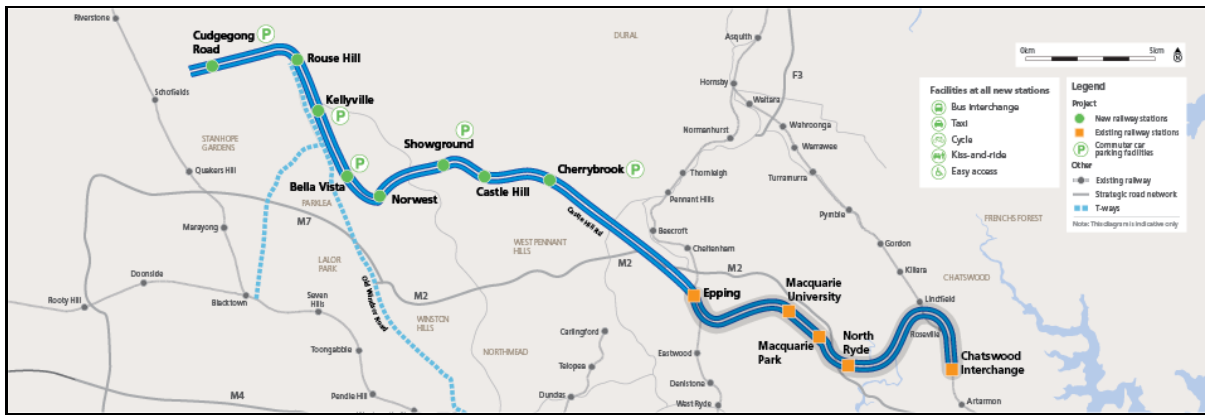 Riverstone
Cudgegong
Road
P
Rouse Hill
DURAL
Asquith
F3
0km
5km
N
Schofields
Kellyville
P
Hornsby
Waitara
Facilities at all new stations
Bus interchange
Taxi
Cycle
Kiss-and-ride
Easy access
Legend
Project
New railway stations
Existing railway stations
P
Commuter car
parking facilities
Other
Existing railway
Strategic road network
T-ways
Note: This diagram is indicative only
STANHOPE
GARDENS
Showground
P
Normanhurst
Wahroonga
Warrawee
Quakers Hill
P
Bella Vista
Norwest
Castle Hill
Cherrybrook
P
Thornleigh
Turramurra
PARKLEA
M7
Castle Hill Rd
Pennant Hills
Pymble
FRENCHS FOREST
Marayong
WEST PENNANT
HILLS
Beecroft
Cheltenham
Gordon
LALOR
PARK
M2
M2
Killara
CHATSWOOD
Doonside
Rooty Hill
Blacktown
Seven
Hills
Old Windsor Road
M2
Epping
Macquarie
University
Lindfield
WINSTON
HILLS
Carlingford
Macquarie
Park
North
Ryde
Roseville
Toongabbie
NORTHMEAD
Eastwood
Chatswood
Interchange
Telopea
Denistone
M4
Pendle Hill
Dundas
West Ryde
Artarmon